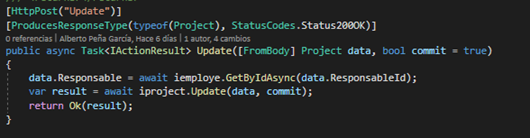 [HttpPost("Update")]
[ProducesResponseType(typeof(Project), StatusCodes.Status200OK)]
0 referencias | Alberto Peña García, Hace 6 días | 1 autor, 4 cambios
public async Task<IActionResult> Update([FromBody] Project data, bool commit = true)
{
data.Responsable = await iemploye.GetByIdAsync(data.ResponsableId);
var result = await iproject.Update(data, commit);
return Ok(result);
}